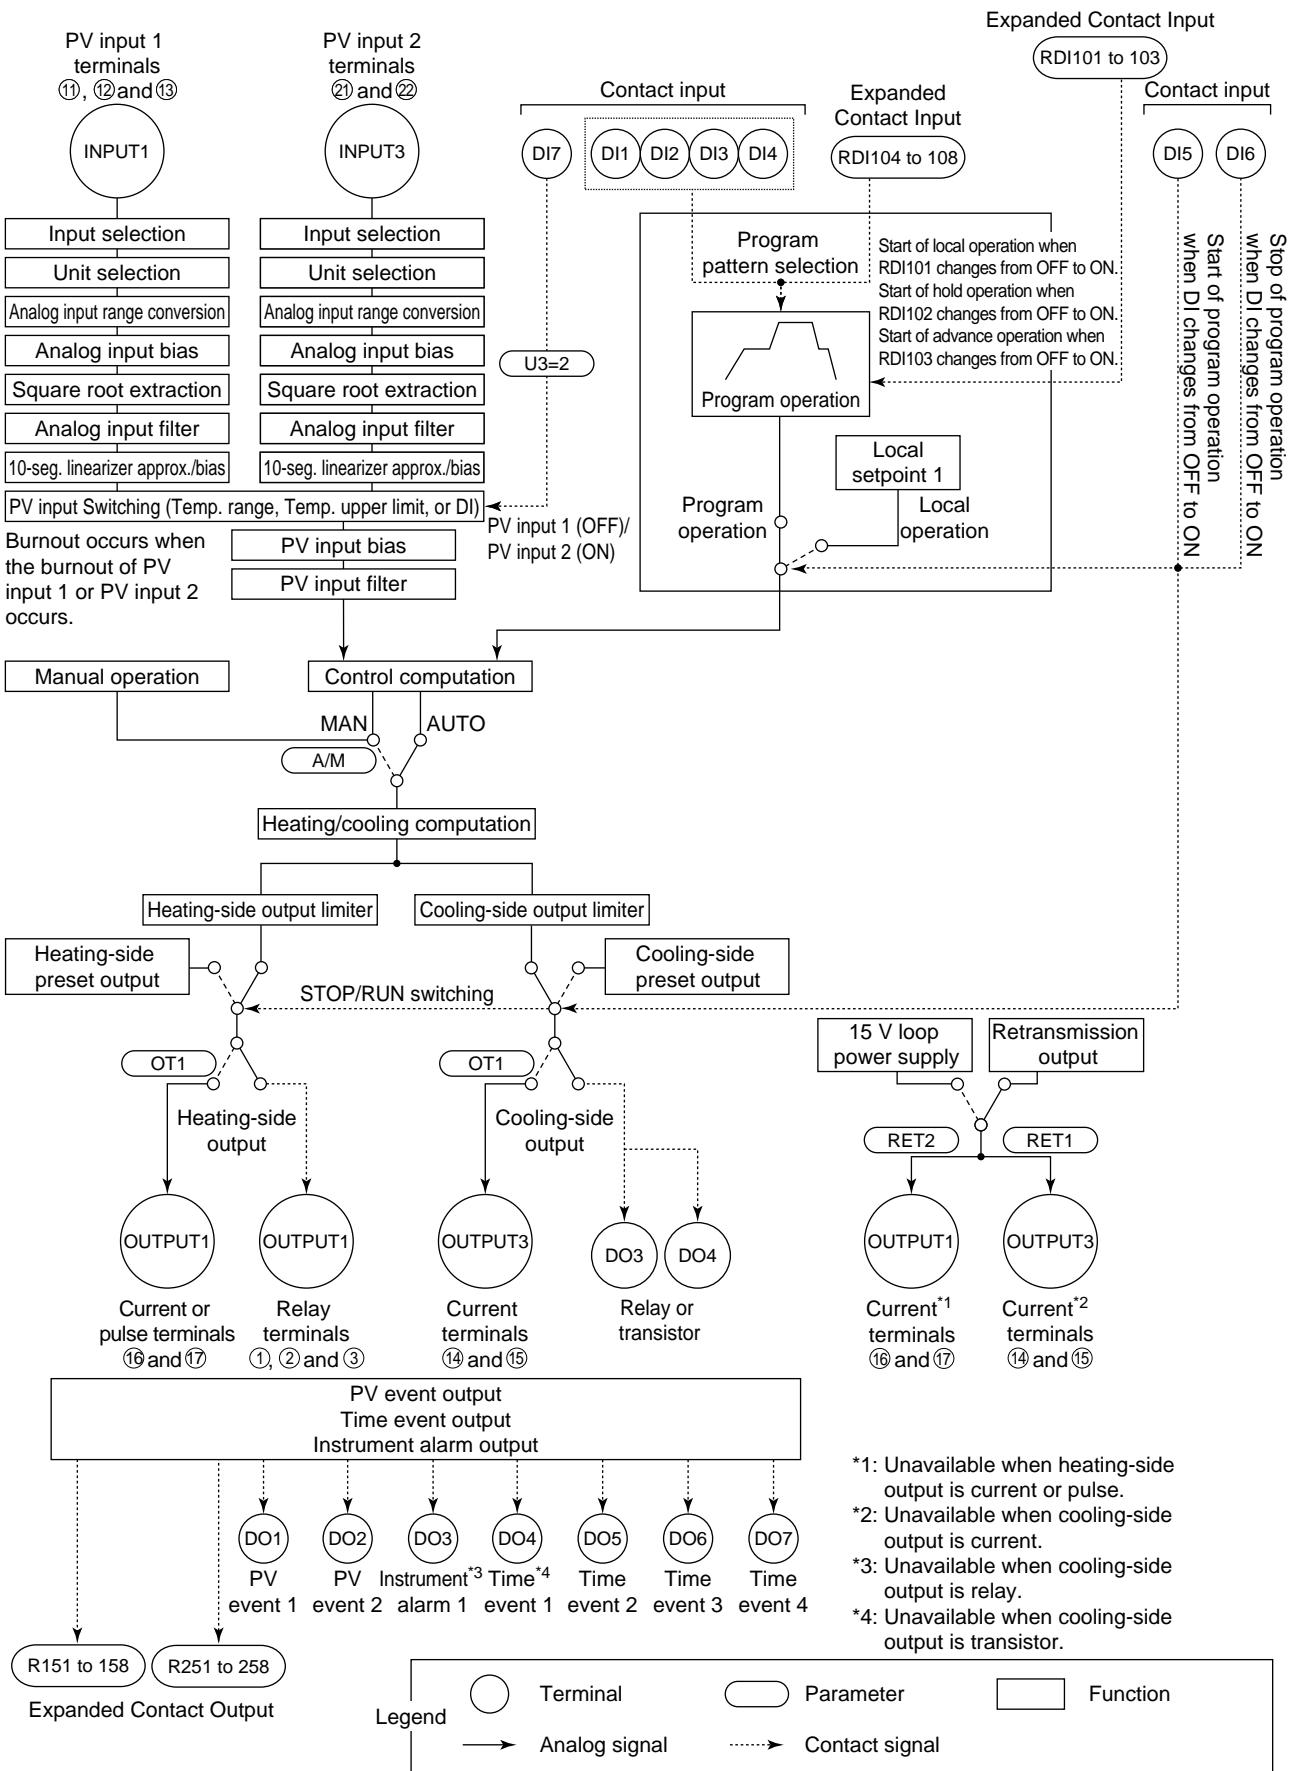 PV input 1
terminals
⑪, ⑫ and ⑬
INPUT1
PV input 2
terminals
㉑ and ㉒
INPUT3
Contact input
DI7
DI1
DI2
DI3
DI4
Expanded
Contact Input
RDI104 to 108
Expanded Contact Input
RDI101 to 103
Contact input
DI5
DI6
Input selection
Unit selection
Analog input range conversion
Analog input bias
Square root extraction
Analog input filter
10-seg. linearizer approx./bias
Input selection
Unit selection
Analog input range conversion
Analog input bias
Square root extraction
Analog input filter
10-seg. linearizer approx./bias
U3=2
Program
pattern selection
Start of local operation when
RDI101 changes from OFF to ON.
Start of hold operation when
RDI102 changes from OFF to ON.
Start of advance operation when
RDI103 changes from OFF to ON.
Program operation
Local
setpoint 1
Program
operation
Local
operation
Start of program operation
when DI changes from OFF to ON
Stop of program operation
when DI changes from OFF to ON
PV input Switching (Temp. range, Temp. upper limit, or DI)
PV input 1 (OFF)/
PV input 2 (ON)
Burnout occurs when
the burnout of PV
input 1 or PV input 2
occurs.
PV input bias
PV input filter
Manual operation
Control computation
MAN
AUTO
A/M
Heating/cooling computation
Heating-side output limiter
Cooling-side output limiter
Heating-side
preset output
Cooling-side
preset output
STOP/RUN switching
OT1
Heating-side
output
OT1
Cooling-side
output
15 V loop
power supply
Retransmission
output
RET2
RET1
OUTPUT1
OUTPUT1
OUTPUT3
DO3
DO4
OUTPUT1
OUTPUT3
Current or
pulse terminals
⑯ and ⑰
Relay
terminals
①, ② and ③
Current
terminals
⑭ and ⑮
Relay or
transistor
Current*1
terminals
⑯ and ⑰
Current*2
terminals
⑭ and ⑮
PV event output
Time event output
Instrument alarm output
DO1
DO2
DO3
DO4
DO5
DO6
DO7
PV
event 1
PV
event 2
Instrument*3
alarm 1
Time*4
event 1
Time
event 2
Time
event 3
Time
event 4
*1: Unavailable when heating-side
output is current or pulse.
*2: Unavailable when cooling-side
output is current.
*3: Unavailable when cooling-side
output is relay.
*4: Unavailable when cooling-side
output is transistor.
R151 to 158
R251 to 258
Expanded Contact Output
Legend
Terminal
Parameter
Function
Analog signal
Contact signal